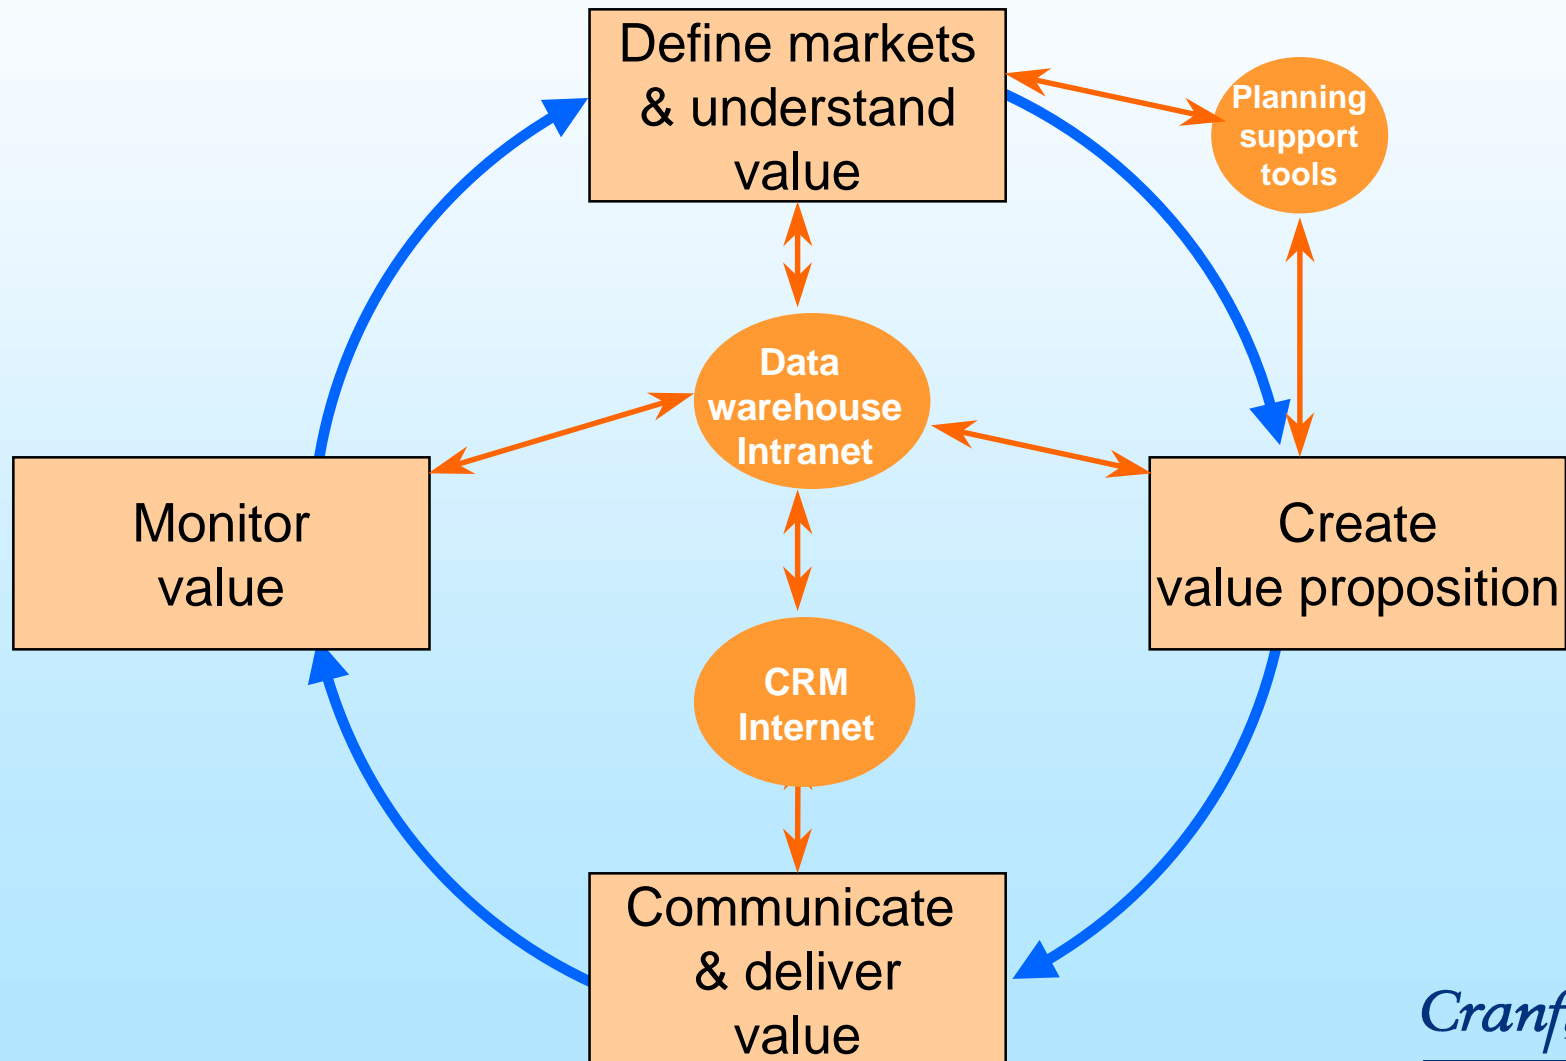 Define markets
& understand
value
Planning
support
tools
Data
warehouse
Intranet
Monitor
value
Create
value proposition
CRM
Internet
Communicate
& deliver
value